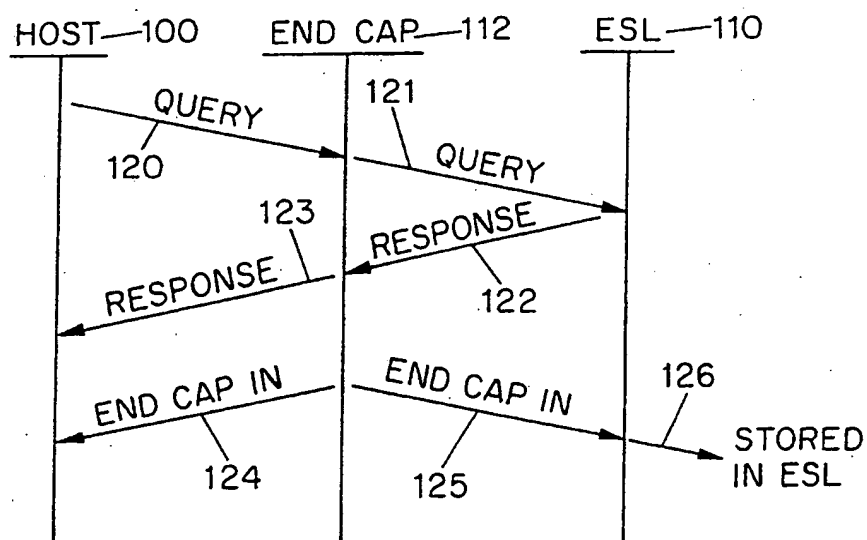 HOST 100
END CAP 112
ESL 110
QUERY
120
121
QUERY
123
RESPONSE
122
RESPONSE
END CAP IN
124
END CAP IN
125
126
STORED
IN ESL